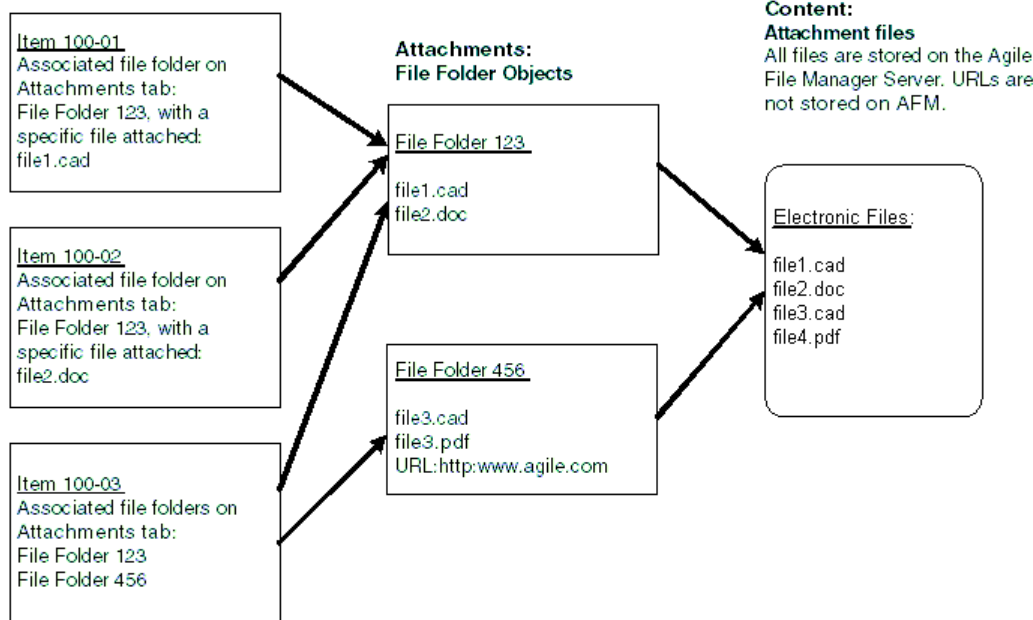 Item 100-01
Associated file folder on
Attachments tab:
File Folder 123, with a
specific file attached:
file1.cad
Item 100-02
Associated file folder on
Attachments tab:
File Folder 123, with a
specific file attached:
file2.doc
Item 100-03
Associated file folders on
Attachments tab:
File Folder 123
File Folder 456
Attachments:
File Folder Objects
File Folder 123
file1.cad
file2.doc
File Folder 456
file3.cad
file3.pdf
URL:http:www.agile.com
Content:
Attachment files
All files are stored on the Agile
File Manager Server. URLs are
not stored on AFM.
Electronic Files:
file1.cad
file2.doc
file3.cad
file4.pdf